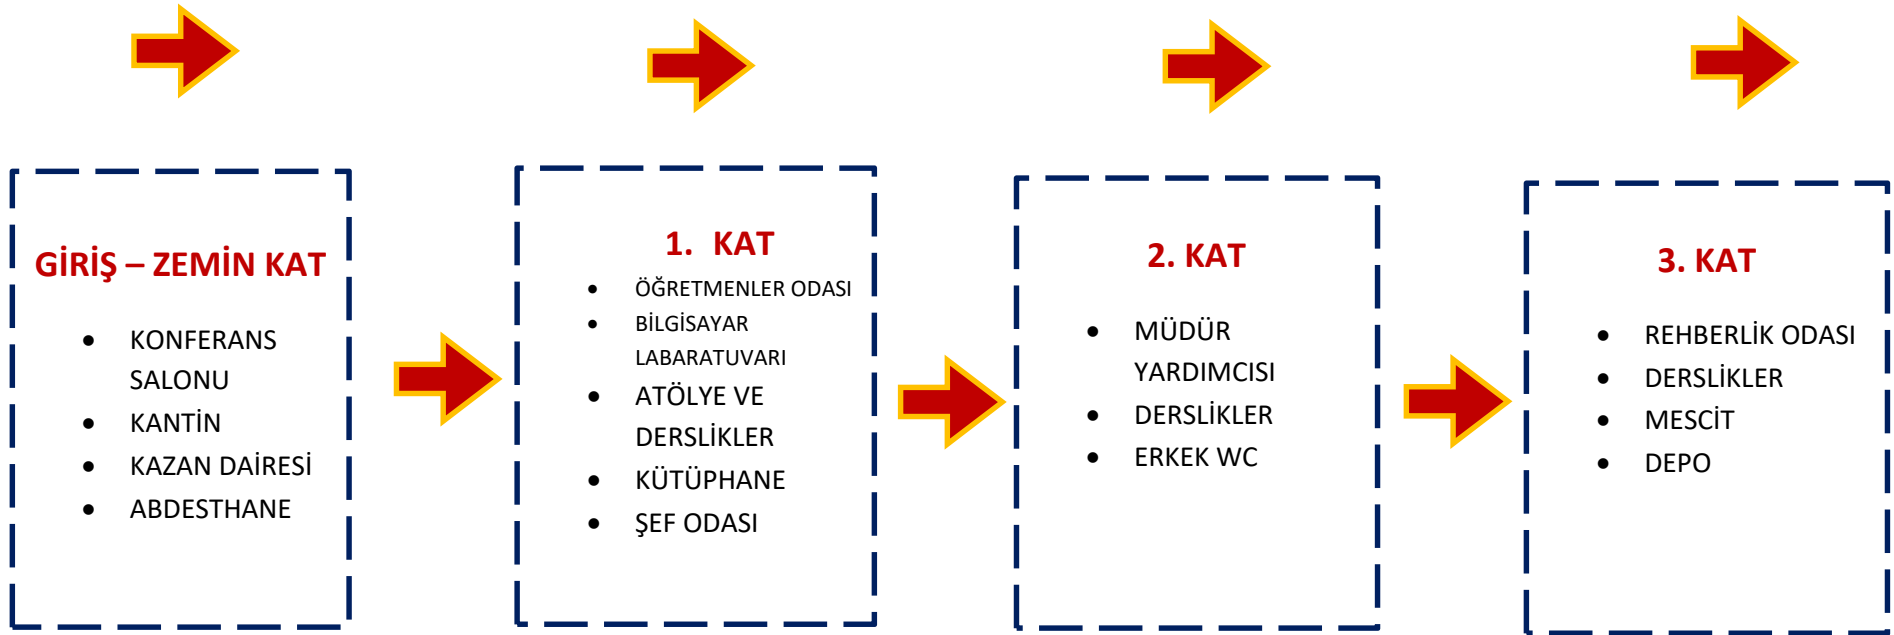 GİRİŞ – ZEMİN KAT
• KONFERANS
SALONU
• KANTİN
• KAZAN DAİRESİ
• ABDESTHANE
1. KAT
• ÖĞRETMENLER ODASI
• BİLGİSAYAR
LABARATUVARI
• ATÖLYE VE
DERSLİKLER
• KÜTÜPHANE
• ŞEF ODASI
2. KAT
• MÜDÜR
YARDIMCISI
• DERSLİKLER
• ERKEK WC
3. KAT
• REHBERLİK ODASI
• DERSLİKLER
• MESCİT
• DEPO